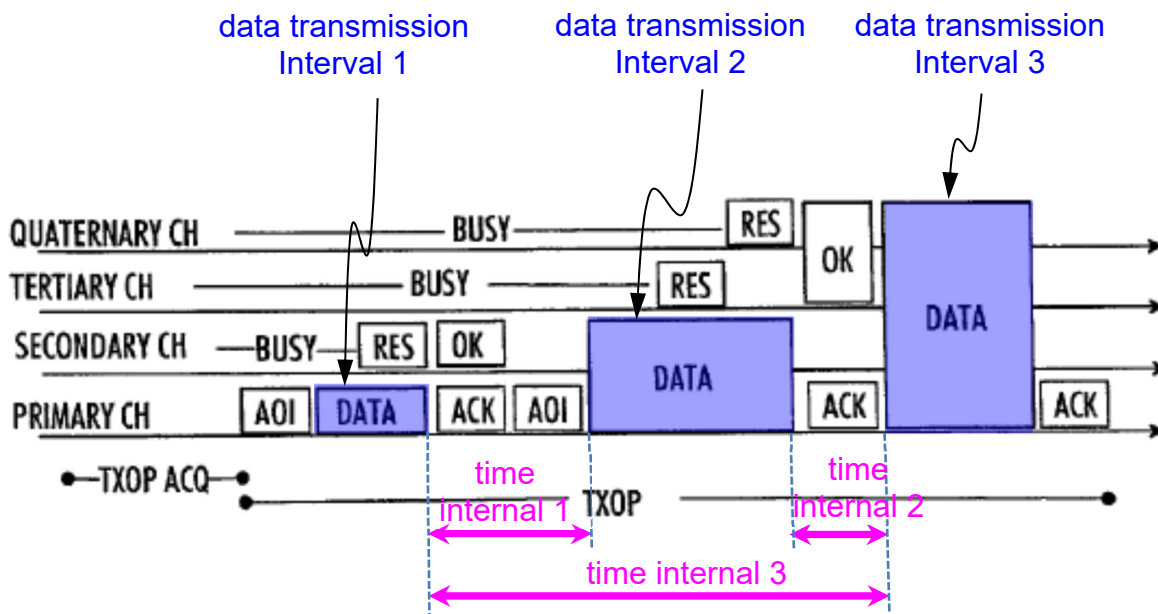 data transmission
Interval 1
data transmission
Interval 2
data transmission
Interval 3
QUATERNARY CH
BUSY
RES
OK
TERTIARY CH
BUSY
RES
DATA
SECONDARY CH
BUSY
RES
OK
DATA
PRIMARY CH
AOI
DATA
ACK
AOI
ACK
ACK
TXOP ACQ
TXOP
time
internal 1
time
internal 2
time internal 3